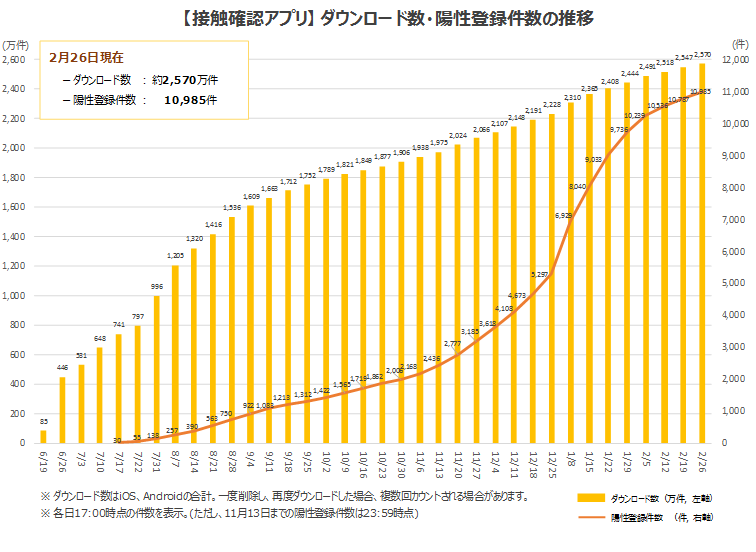 【接触確認アプリ】ダウンロード数・陽性登録件数の推移
(万件)
(件)
2月26日現在
－ダウンロード数 ： 約2,570万件
－陽性登録件数 ： 10,985件
2,600
2,400
2,200
2,000
1,800
1,600
1,400
1,200
1,000
800
600
400
200
0
12,000
11,000
10,000
9,000
8,000
7,000
6,000
5,000
4,000
3,000
2,000
1,000
0
85 446 531 648 741 797 996 1,205 1,320 1,416 1,536 1,609 1,663 1,712 1,752 1,789 1,821 1,849 1,877 1,906 1,938 1,975 2,024 2,066 2,107 2,148 2,191 2,228 2,310 2,365 2,408 2,444 2,491 2,518 2,547 2,570
30 55 138 257 390 563 750 922 1,083 1,213 1,312 1,422 1,565 1,719 1,862 2,006 2,168 2,436 2,777 3,185 3,618 4,108 4,673 5,297 6,929 8,040 9,033 9,736 10,239 10,536 10,787 10,985
6/19 6/26 7/3 7/10 7/17 7/23 7/31 8/7 8/14 8/21 8/28 9/4 9/11 9/18 9/25 10/2 10/9 10/16 10/23 10/30 11/6 11/13 11/20 11/27 12/4 12/11 12/18 12/25 1/8 1/15 1/22 1/29 2/5 2/12 2/19 2/26
※ ダウンロード数はiOS、Androidの合計。一度削除し、再度ダウンロードした場合、複数回カウントされる場合があります。
※ 各日17:00時点の件数を表示。(ただし、11月13日までの陽性登録件数は23:59時点)
ダウンロード数（万件, 左軸）
陽性登録件数 （件, 右軸）